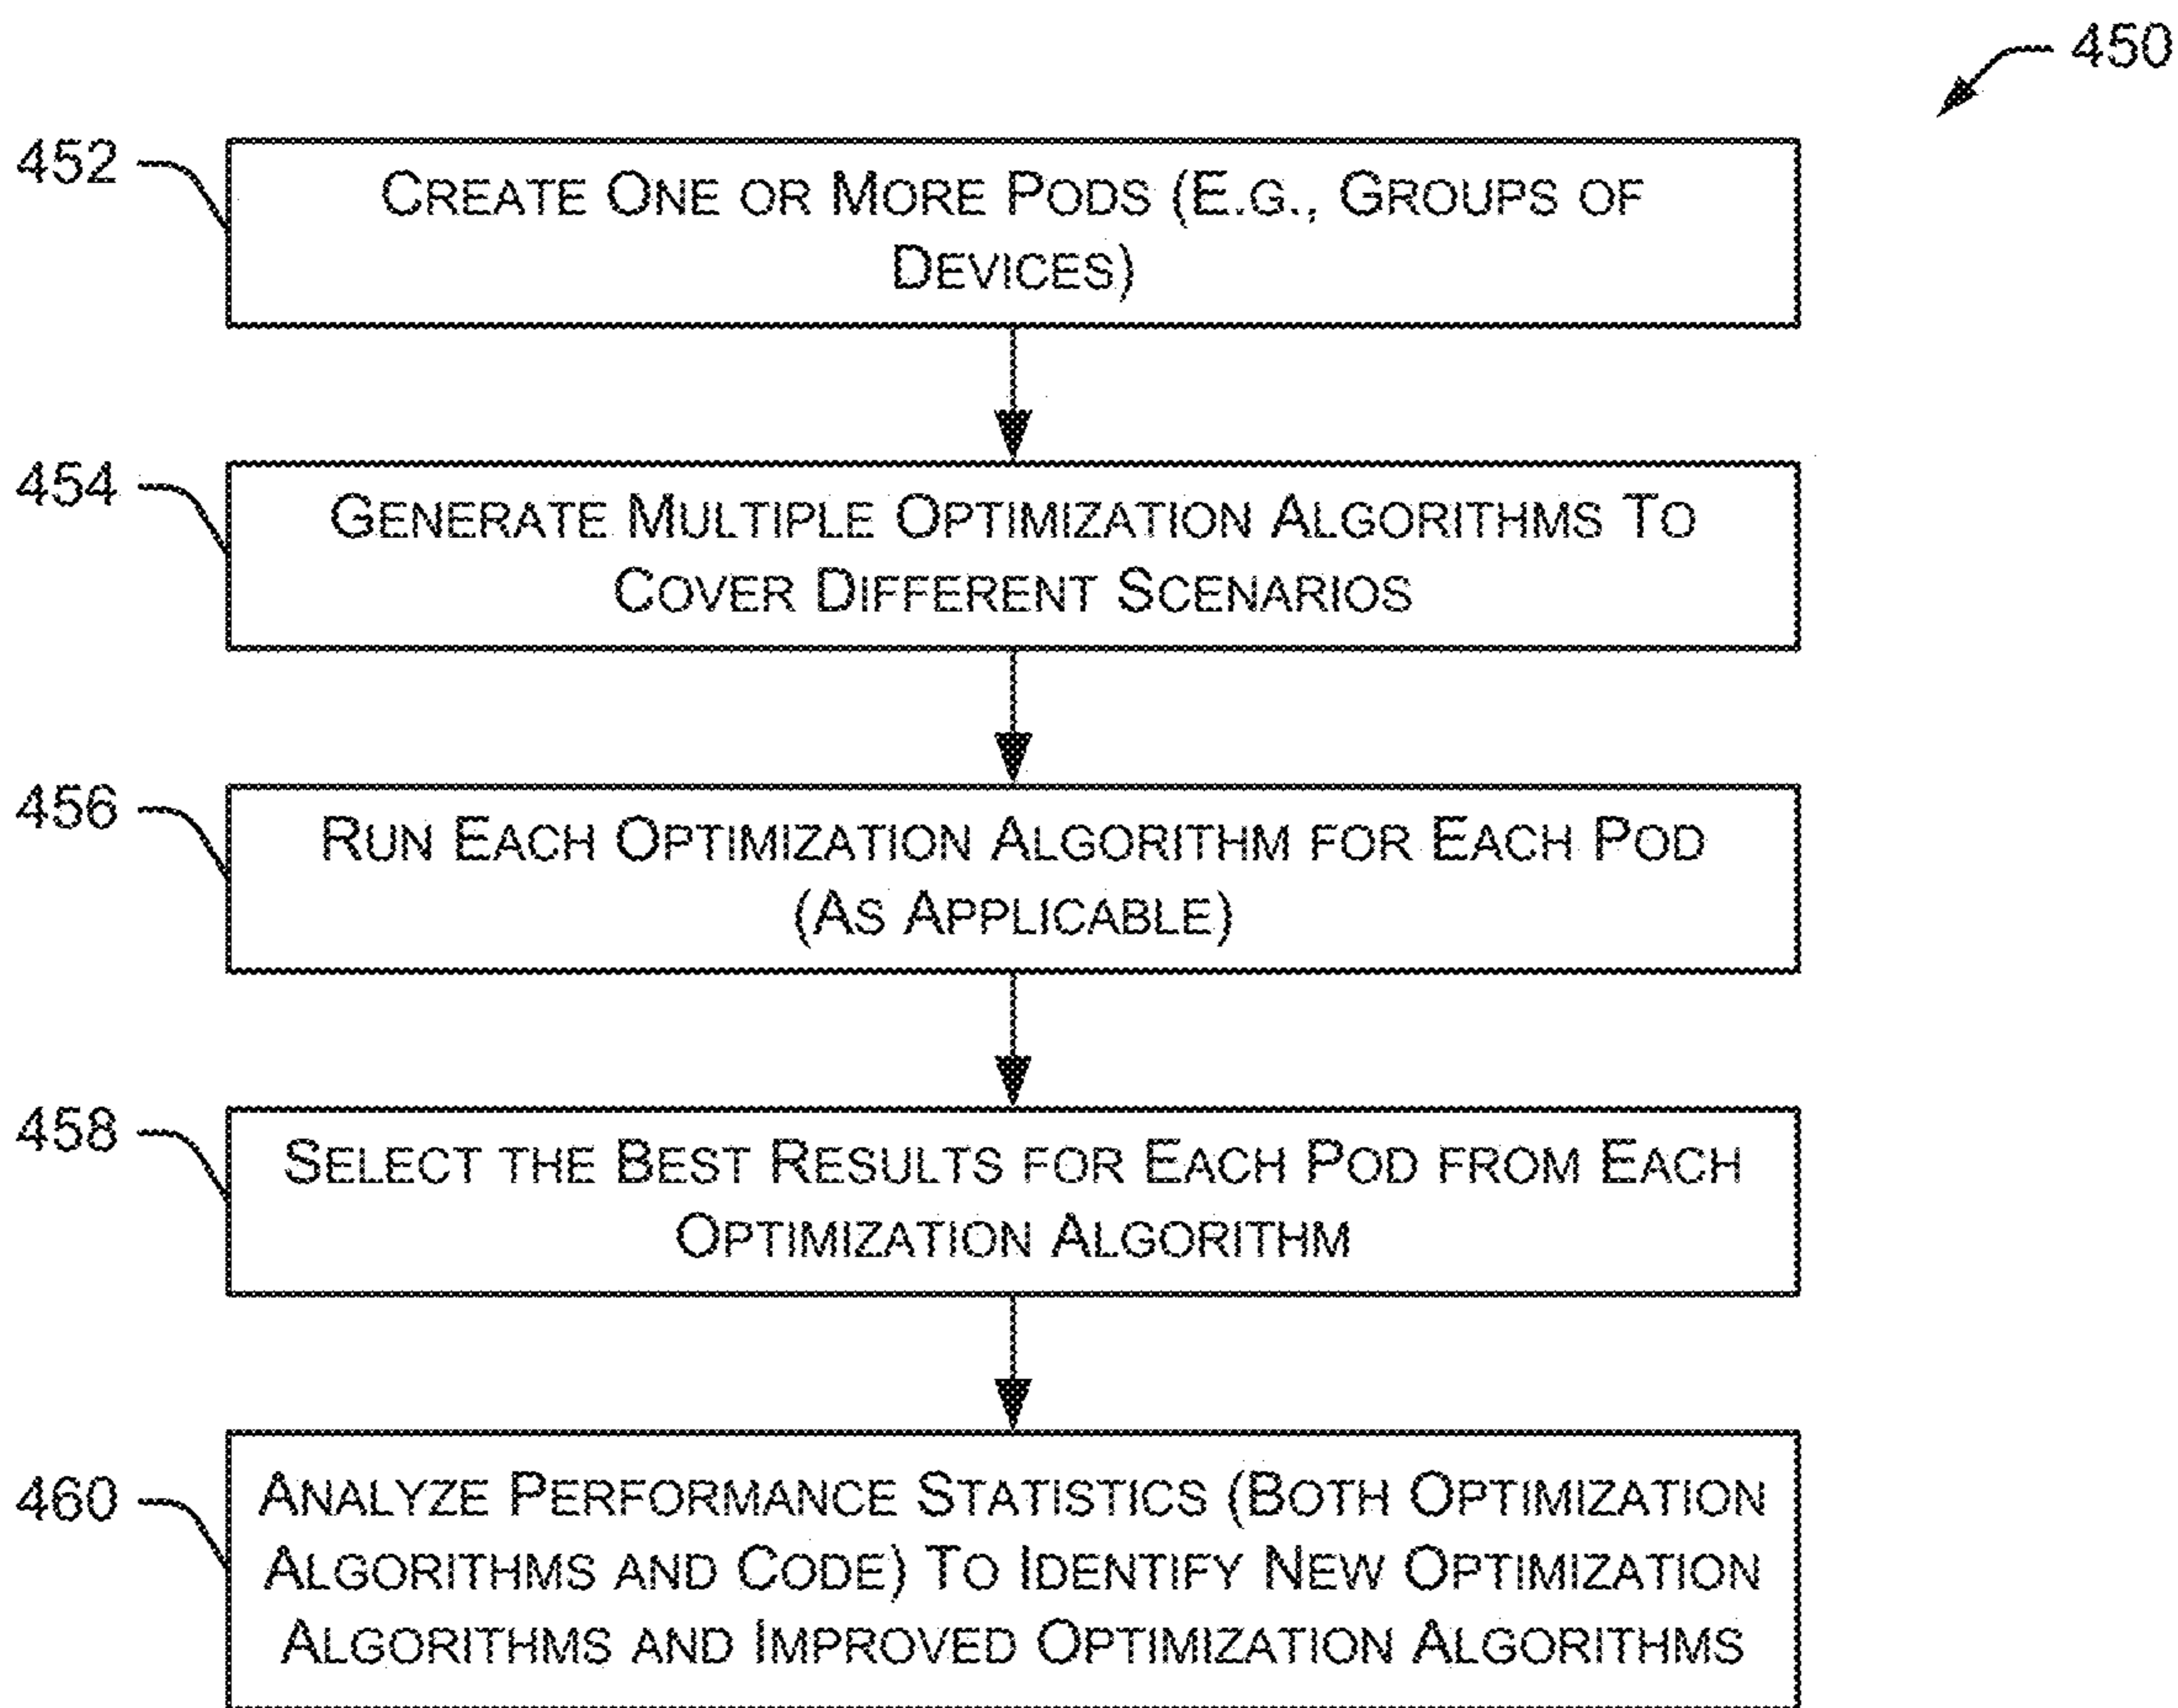 450
452
CREATE ONE OR MORE PODS (E.G., GROUPS OF
DEVICES)
454
GENERATE MULTIPLE OPTIMIZATION ALGORITHMS TO
COVER DIFFERENT SCENARIOS
456
RUN EACH OPTIMIZATION ALGORITHM FOR EACH POD
(AS APPLICABLE)
458
SELECT THE BEST RESULTS FOR EACH POD FROM EACH
OPTIMIZATION ALGORITHM
460
ANALYZE PERFORMANCE STATISTICS (BOTH OPTIMIZATION
ALGORITHMS AND CODE) TO IDENTIFY NEW OPTIMIZATION
ALGORITHMS AND IMPROVED OPTIMIZATION ALGORITHMS